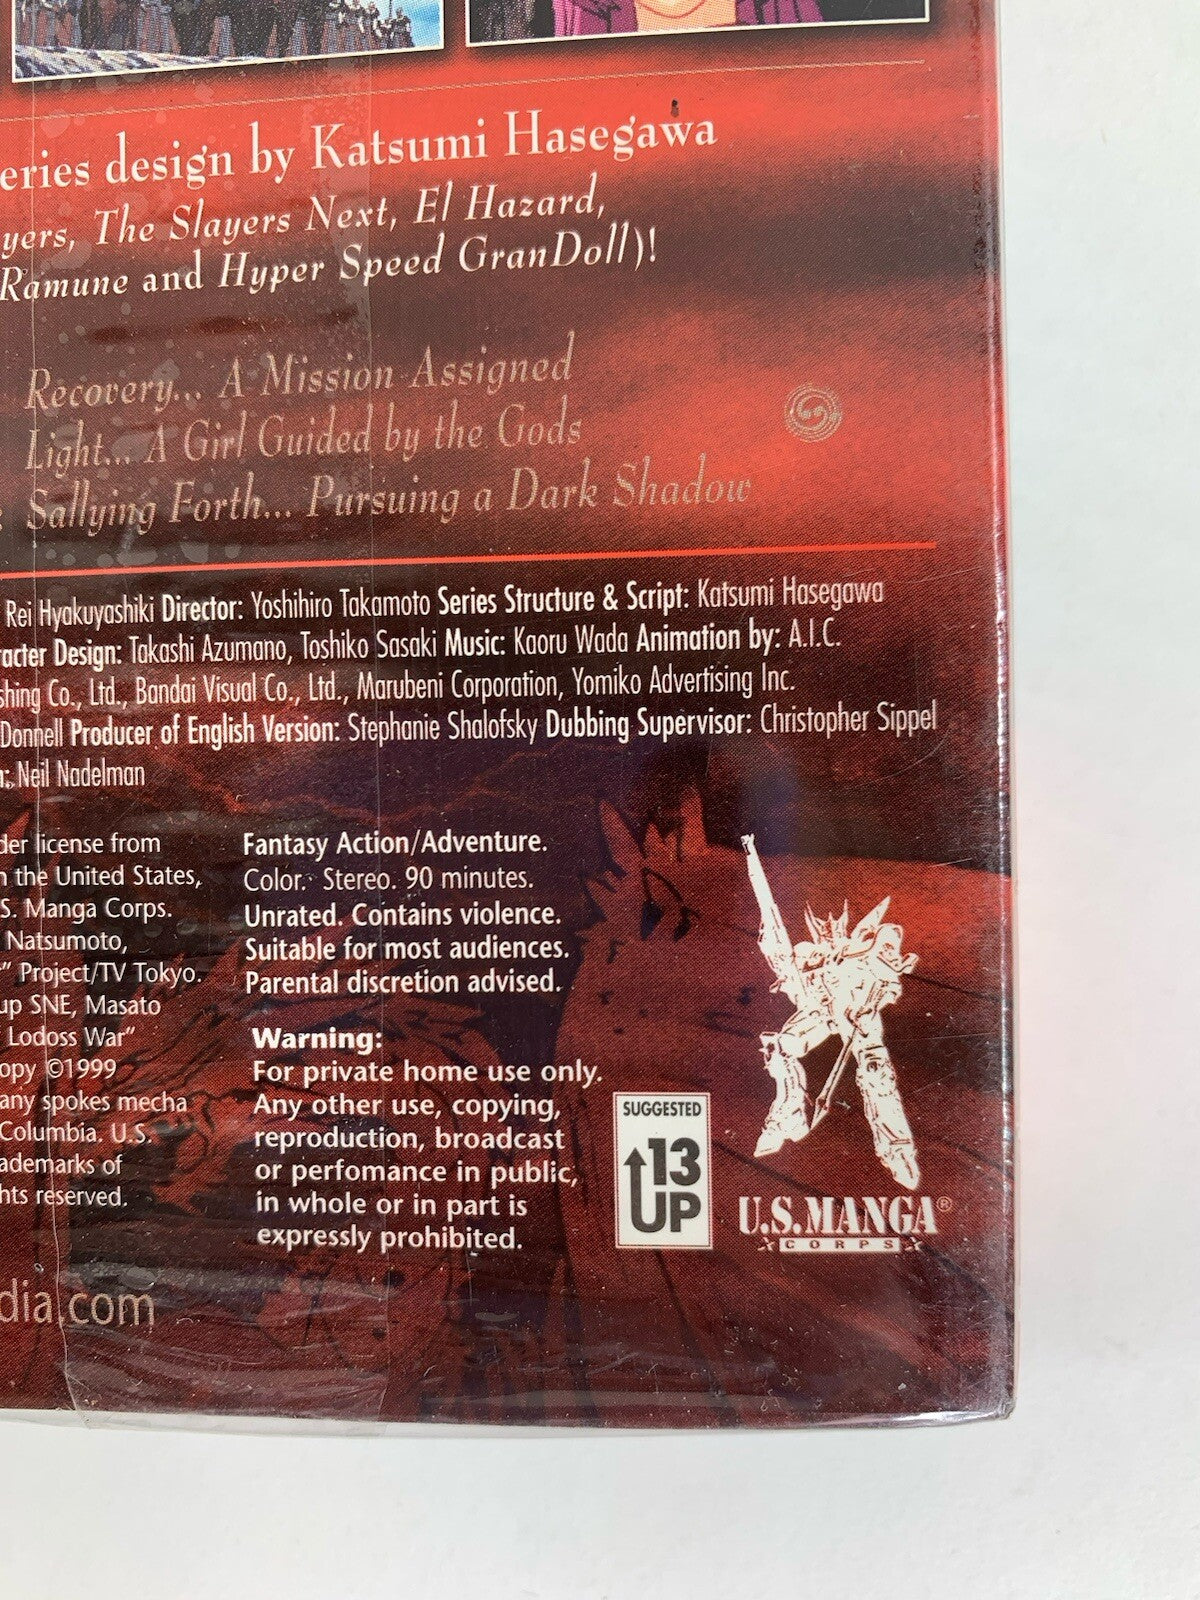 eries design by Katsumi Hasegawa
yers, The Slayers Next, El Hazard,
Ramune and Hyper Speed GranDoll)!
Recovery... A Mission Assigned
Light... A Girl Guided by the Gods
: Sallying Forth... Pursuing a Dark Shadow
Rei Hyakuyashiki Director: Yoshihiro Takamoto Series Structure & Script: Katsumi Hasegawa
racter Design: Takashi Azumano, Toshiko Sasaki Music: Kaoru Wada Animation by: A.I.C.
shing Co., Ltd., Bandai Visual Co., Ltd., Marubeni Corporation, Yomiko Advertising Inc.
Donnell Producer of English Version: Stephanie Shalofsky Dubbing Supervisor: Christopher Sippel
n: Neil Nadelman
der license from
n the United States,
S. Manga Corps.
Natsumoto,
" Project/TV Tokyo.
up SNE, Masato
Lodoss War"
opy ©1999
any spokes mecha
Columbia. U.S.
ademarks of
hts reserved.
Fantasy Action/Adventure.
Color. Stereo. 90 minutes.
Unrated. Contains violence.
Suitable for most audiences.
Parental discretion advised.
Warning:
For private home use only.
Any other use, copying,
reproduction, broadcast
or perfomance in public,
in whole or in part is
expressly prohibited.
SUGGESTED
13
UP
U.S.MANGA®
CORPS
dia.com